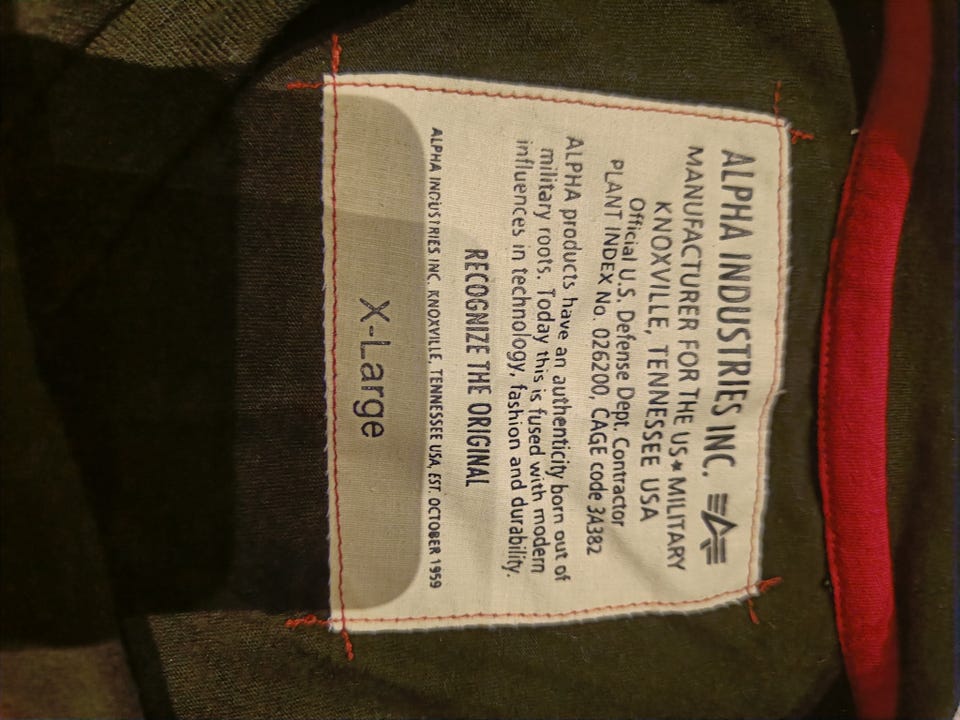 ALPHA INDUSTRIES INC.
MANUFACTURER FOR THE US★MILITARY
KNOXVILLE, TENNESSEE USA
Official U.S. Defense Dept. Contractor
PLANT INDEX No. 026200, CAGE code 3A382
ALPHA products have an authenticity born out of
military roots. Today this is fused with modern
influences in technology, fashion and durability.
RECOGNIZE THE ORIGINAL
ALPHA INDUSTRIES INC. KNOXVILLE, TENNESSEE USA, EST. OCTOBER 1959
X-Large